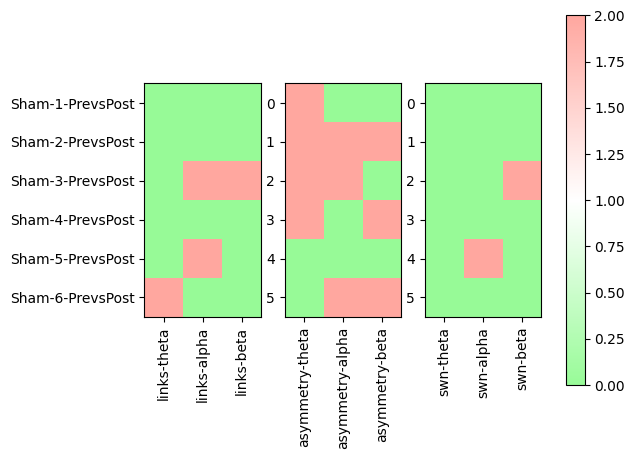 Sham-1-PrevsPost
Sham-2-PrevsPost
Sham-3-PrevsPost
Sham-4-PrevsPost
Sham-5-PrevsPost
Sham-6-PrevsPost
links-theta
links-alpha
links-beta
0
1
2
3
4
5
asymmetry-theta
asymmetry-alpha
asymmetry-beta
0
1
2
3
4
5
swn-theta
swn-alpha
swn-beta
2.00
1.75
1.50
1.25
1.00
0.75
0.50
0.25
0.00